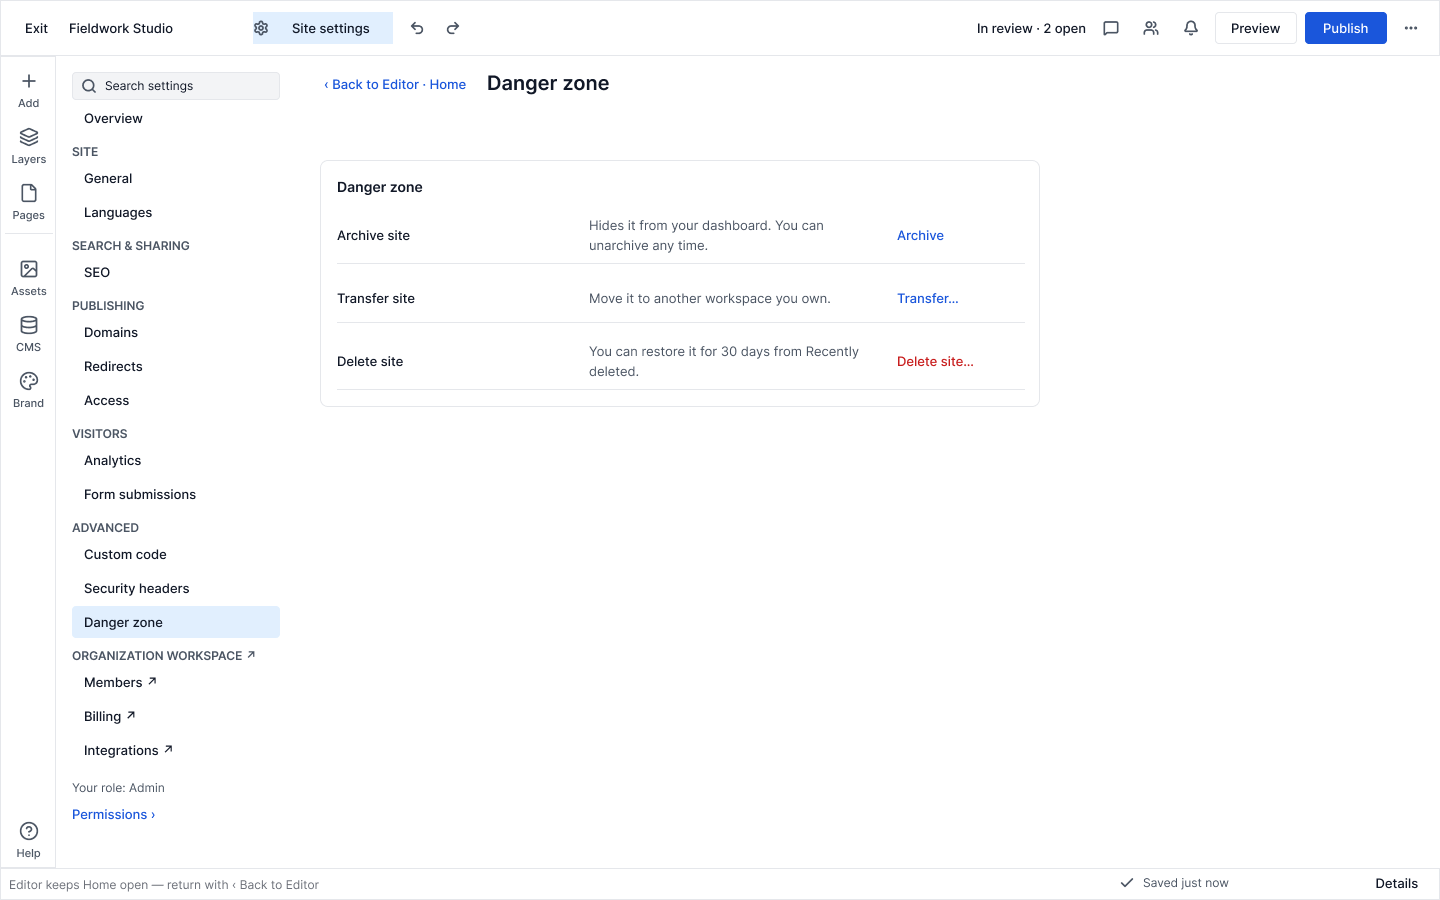 Exit
Fieldwork Studio
Site settings
In review · 2 open
Preview
Publish
Add
Layers
Pages
Assets
CMS
Brand
Help
Search settings
Overview
SITE
General
Languages
SEARCH & SHARING
SEO
PUBLISHING
Domains
Redirects
Access
VISITORS
Analytics
Form submissions
ADVANCED
Custom code
Security headers
Danger zone
ORGANIZATION WORKSPACE ↗
Members ↗
Billing ↗
Integrations ↗
Your role: Admin
Permissions ›
‹ Back to Editor · Home
Danger zone
Danger zone
Archive site
Hides it from your dashboard. You can
unarchive any time.
Archive
Transfer site
Move it to another workspace you own.
Transfer...
Delete site
You can restore it for 30 days from Recently
deleted.
Delete site...
Editor keeps Home open — return with ‹ Back to Editor
Saved just now
Details